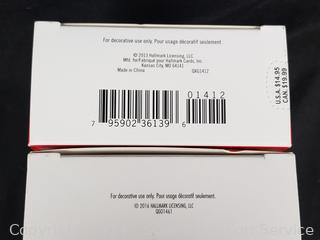 For decorative use only. Pour usage décoratif seulement
© 2013 Hallmark Licensing, LLC
Mfd. for/Fabriqué pour Hallmark Cards, Inc.
Kansas City, MO 64141
Made in China QXG1412
U.S.A. $14.95
CAN. $19.99
01412
7 95902 36139 6
For decorative use only. Pour usage décoratif seulement.
© 2016 HALLMARK LICENSING, LLC
QGO1461